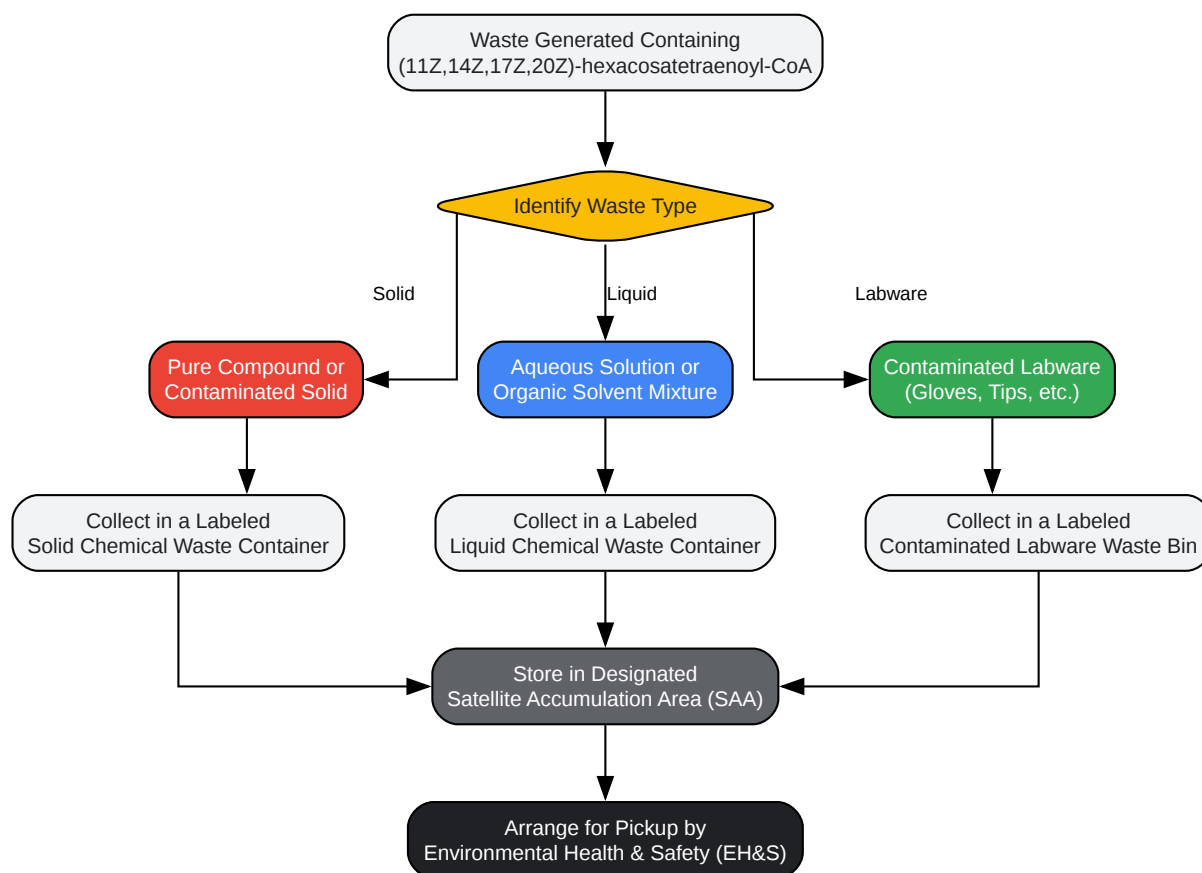 Waste Generated Containing
(11Z,14Z,17Z,20Z)-hexacosatetraenoyl-CoA
Identify Waste Type
Solid
Liquid
Labware
Pure Compound or
Contaminated Solid
Aqueous Solution or
Organic Solvent Mixture
Contaminated Labware
(Gloves, Tips, etc.)
Collect in a Labeled
Solid Chemical Waste Container
Collect in a Labeled
Liquid Chemical Waste Container
Collect in a Labeled
Contaminated Labware Waste Bin
Store in Designated
Satellite Accumulation Area (SAA)
Arrange for Pickup by
Environmental Health & Safety (EH&S)